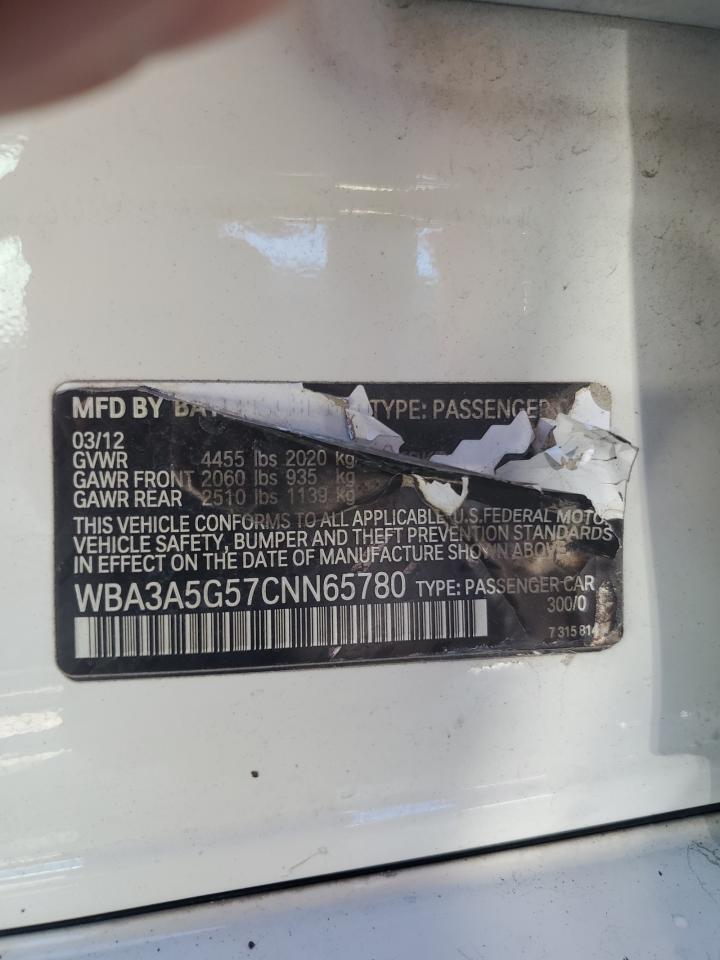 MFD BY TYPE: PASSENGER
03/12
GVWR 4455 lbs 2020 kg
GAWR FRONT 2060 lbs 935 kg
GAWR REAR 2510 lbs 1139 kg
THIS VEHICLE CONFORMS TO ALL APPLICABLE U.S.FEDERAL MOTOR
VEHICLE SAFETY, BUMPER AND THEFT PREVENTION STANDARDS
IN EFFECT ON THE DATE OF MANUFACTURE SHOWN ABOVE.
WBA3A5G57CNN65780 TYPE: PASSENGER CAR
300/0
7 315 814